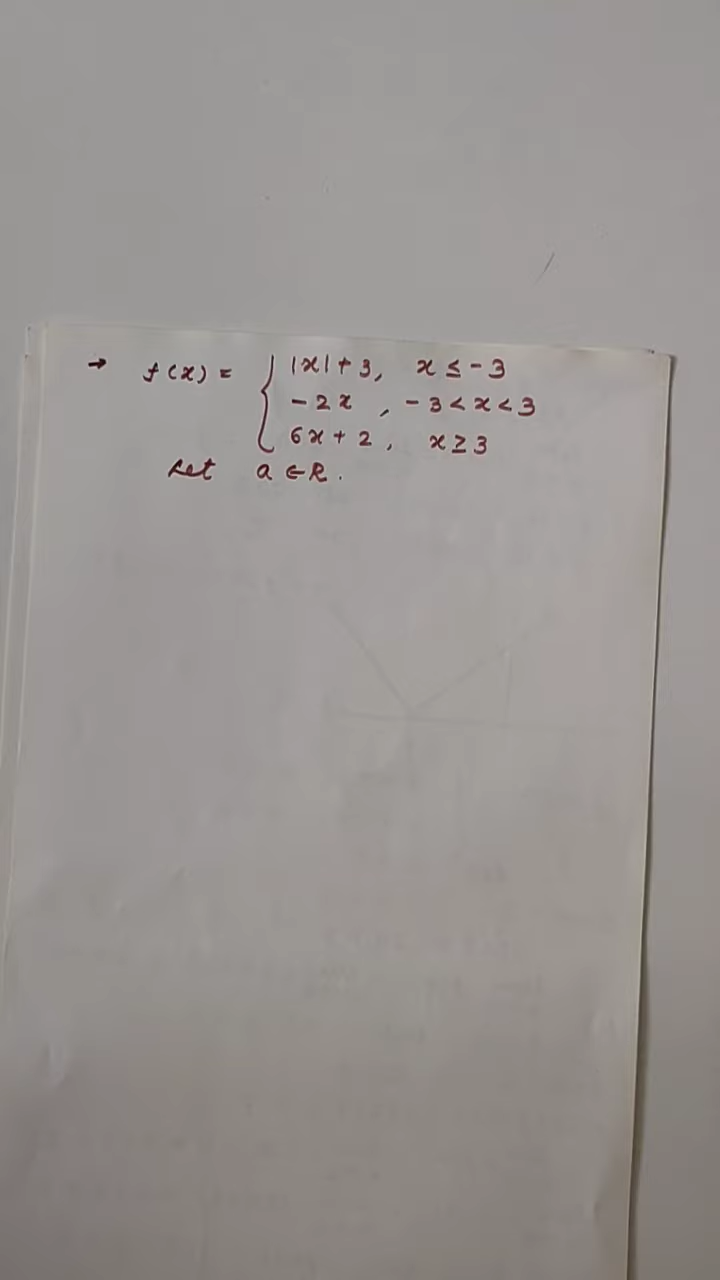 → f(x) = { |x| + 3, x ≤ -3
-2x , -3 < x < 3
6x + 2 , x ≥ 3
Let a ∈ R.